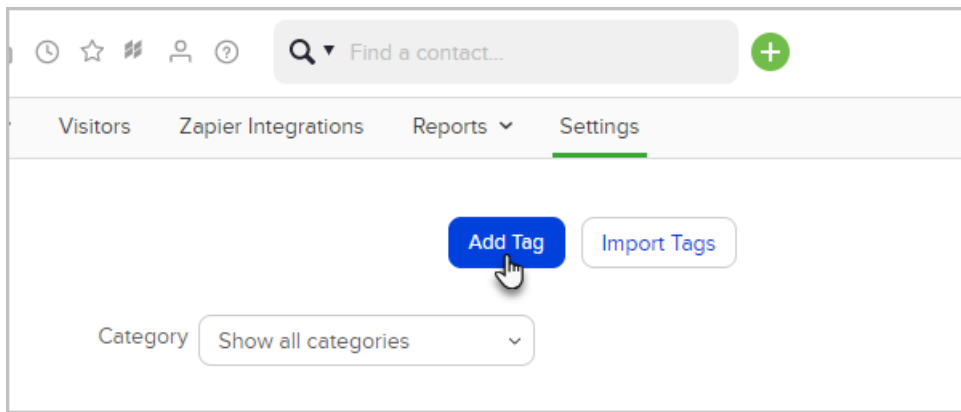 Find a contact...
Visitors Zapier Integrations Reports Settings
Add Tag Import Tags
Category Show all categories